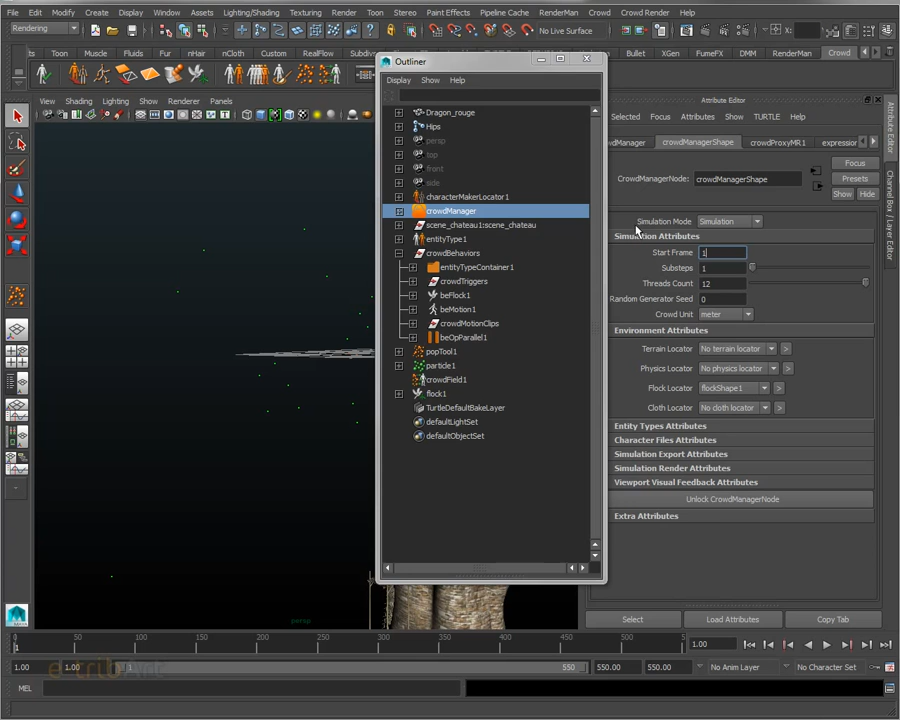 File Edit Modify Create Display Window Assets Lighting/Shading Texture Render Toon Stereo Paint Effects Pipeline Cache RenderMan Crowd Crowd Render Help
Rendering No Live Surface
Toon Muscle Fluids Fur nHair nCloth Custom RealFlow Bullet XGen FumeFX DMM RenderMan Crowd
Outliner
Display Show Help
Dragon_rouge
Hips
persp
top
front
side
characterMakerLocator1
crowdManager
scene_chateau1:scene_chateau
entityType1
crowdBehaviors
entityTypeContainer1
crowdTriggers
beFlock1
beMotion1
crowdMotionClips
beOpParallel1
popTool1
particle1
crowdField1
flock1
TurtleDefaultBakeLayer
defaultLightSet
defaultObjectSet
View Shading Lighting Show Renderer Panels
persp
Attribute Editor
Selected Focus Attributes Show TURTLE Help
crowdManagerShape crowdProxyMR1
CrowdManagerNode: crowdManagerShape
Focus
Presets
Show Hide
Simulation Mode Simulation
Simulation Attributes
Start Frame 1
Substeps 1
Threads Count 12
Random Generator Seed 0
Crowd Unit meter
Environment Attributes
Terrain Locator No terrain locator >
Physics Locator No physics locator >
Flock Locator flockShape1 >
Cloth Locator No cloth locator >
Entity Types Attributes
Character Files Attributes
Simulation Export Attributes
Simulation Render Attributes
Viewport Visual Feedback Attributes
Unlock CrowdManagerNode
Extra Attributes
Select Load Attributes Copy Tab
Attribute Editor
Channel Box / Layer Editor
0 50 100 150 200 250 300 350 400 450 500
1 1.00
1.00 1.00 1 550 550.00 550.00 No Anim Layer No Character Set
MEL